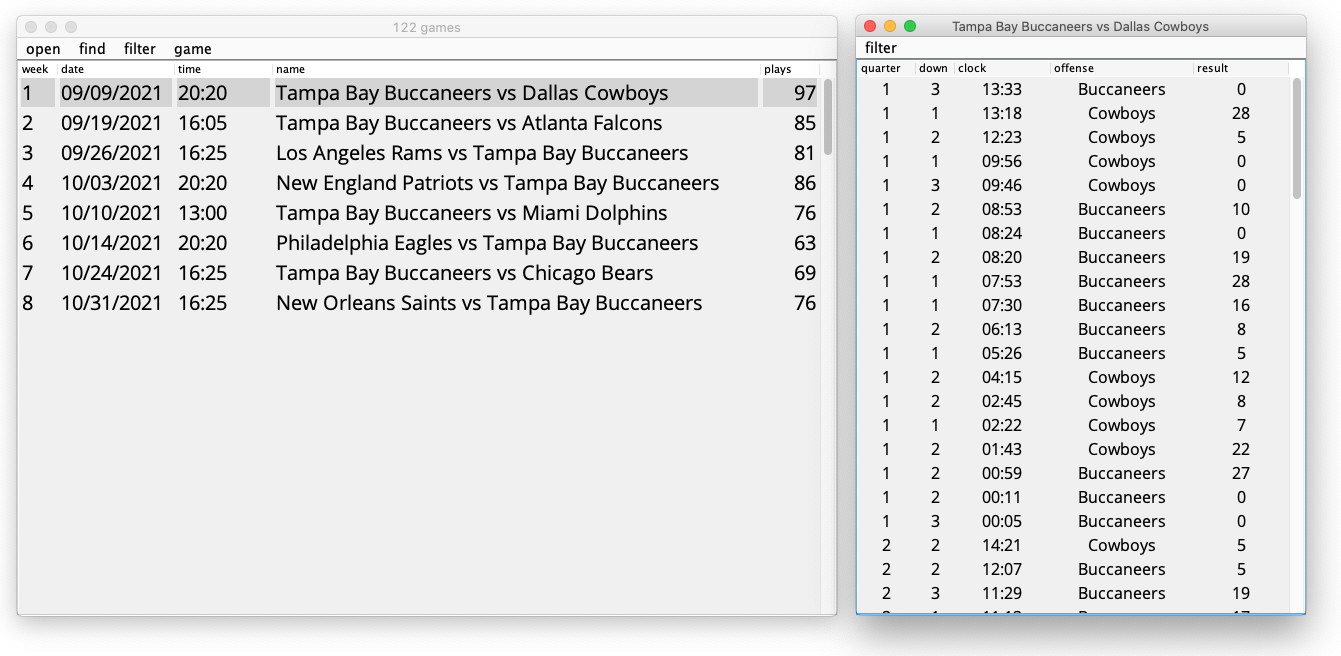 122 games
open find filter game
week date time name plays
1 09/09/2021 20:20 Tampa Bay Buccaneers vs Dallas Cowboys 97
2 09/19/2021 16:05 Tampa Bay Buccaneers vs Atlanta Falcons 85
3 09/26/2021 16:25 Los Angeles Rams vs Tampa Bay Buccaneers 81
4 10/03/2021 20:20 New England Patriots vs Tampa Bay Buccaneers 86
5 10/10/2021 13:00 Tampa Bay Buccaneers vs Miami Dolphins 76
6 10/14/2021 20:20 Philadelphia Eagles vs Tampa Bay Buccaneers 63
7 10/24/2021 16:25 Tampa Bay Buccaneers vs Chicago Bears 69
8 10/31/2021 16:25 New Orleans Saints vs Tampa Bay Buccaneers 76
Tampa Bay Buccaneers vs Dallas Cowboys
filter
quarter down clock offense result
1 3 13:33 Buccaneers 0
1 1 13:18 Cowboys 28
1 2 12:23 Cowboys 5
1 1 09:56 Cowboys 0
1 3 09:46 Cowboys 0
1 2 08:53 Buccaneers 10
1 1 08:24 Buccaneers 0
1 2 08:20 Buccaneers 19
1 1 07:53 Buccaneers 28
1 1 07:30 Buccaneers 16
1 2 06:13 Buccaneers 8
1 1 05:26 Buccaneers 5
1 2 04:15 Cowboys 12
1 2 02:45 Cowboys 8
1 1 02:22 Cowboys 7
1 2 01:43 Cowboys 22
1 2 00:59 Buccaneers 27
1 2 00:11 Buccaneers 0
1 3 00:05 Buccaneers 0
2 2 14:21 Cowboys 5
2 2 12:07 Buccaneers 5
2 3 11:29 Buccaneers 19